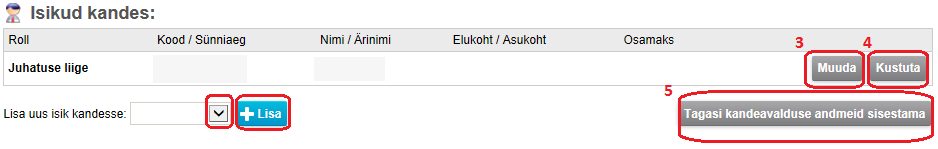 Isikud kandes:
Roll Kood / Sünniaeg Nimi / Ärinimi Elukoht / Asukoht Osamaks
3 4
Juhatuse liige Muuda Kustuta
5
Lisa uus isik kandesse: Lisa Tagasi kandeavalduse andmeid sisestama